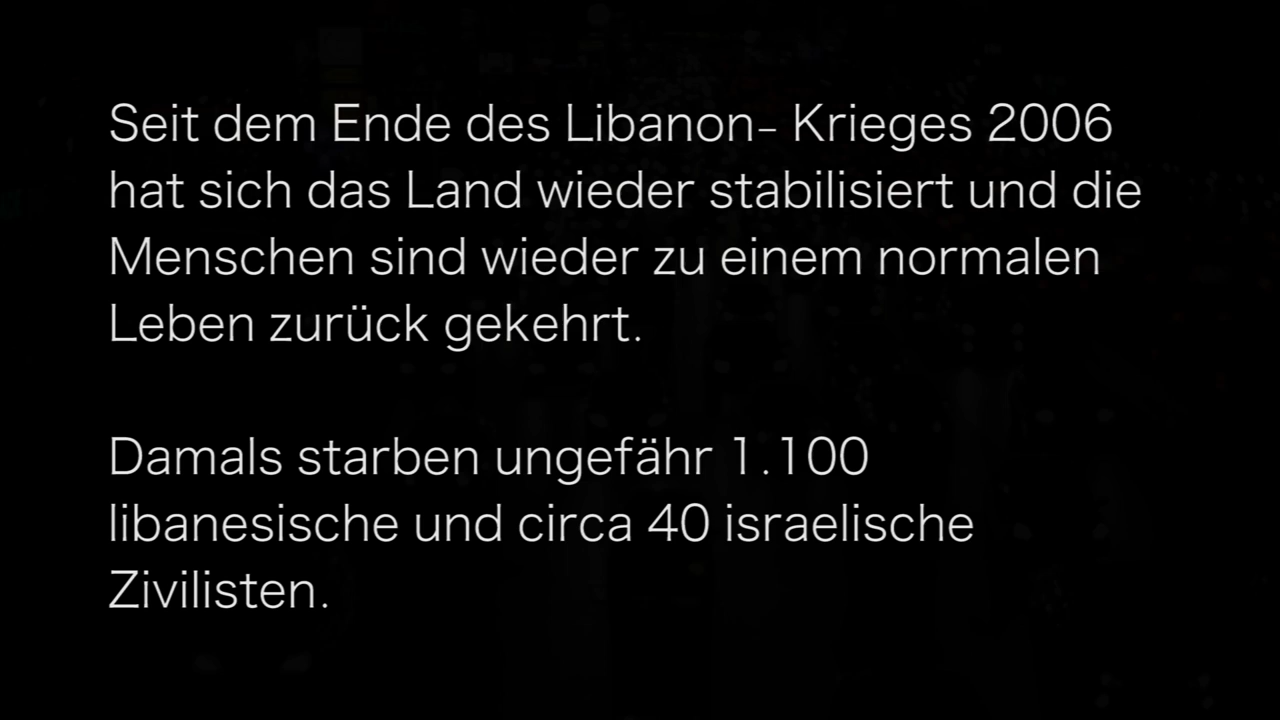 Seit dem Ende des Libanon- Krieges 2006
hat sich das Land wieder stabilisiert und die
Menschen sind wieder zu einem normalen
Leben zurück gekehrt.
Damals starben ungefähr 1.100
libanesische und circa 40 israelische
Zivilisten.